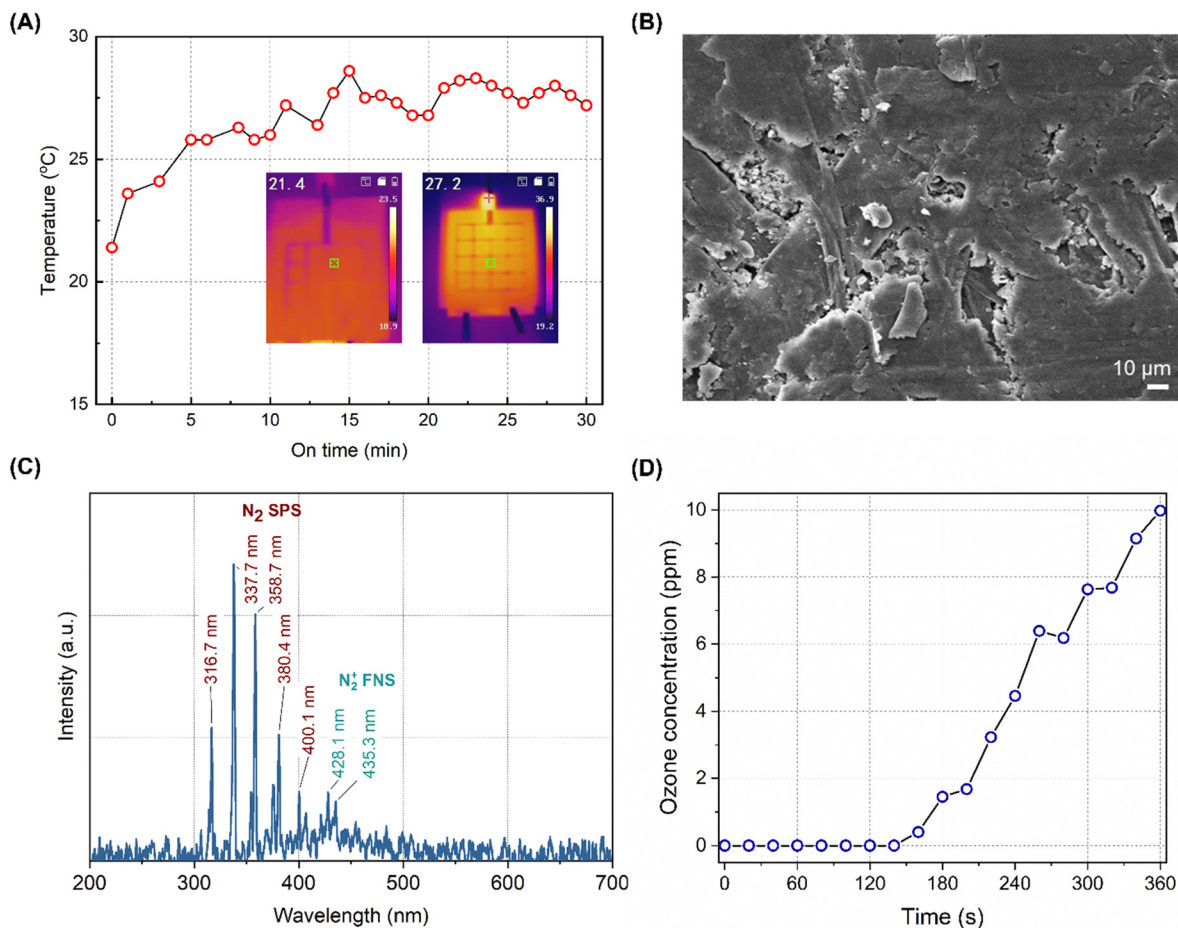 (A)
30
25
20
15
Temperature (ºC)
0 5 10 15 20 25 30
On time (min)
21.4
23.5
18.9
27.2
36.9
19.2
(B)
10 µm
(C)
N₂ SPS
316.7 nm
337.7 nm
358.7 nm
380.4 nm
400.1 nm
N₂⁺ FNS
428.1 nm
435.3 nm
Intensity (a.u.)
200 300 400 500 600 700
Wavelength (nm)
(D)
10
8
6
4
2
0
Ozone concentration (ppm)
0 60 120 180 240 300 360
Time (s)